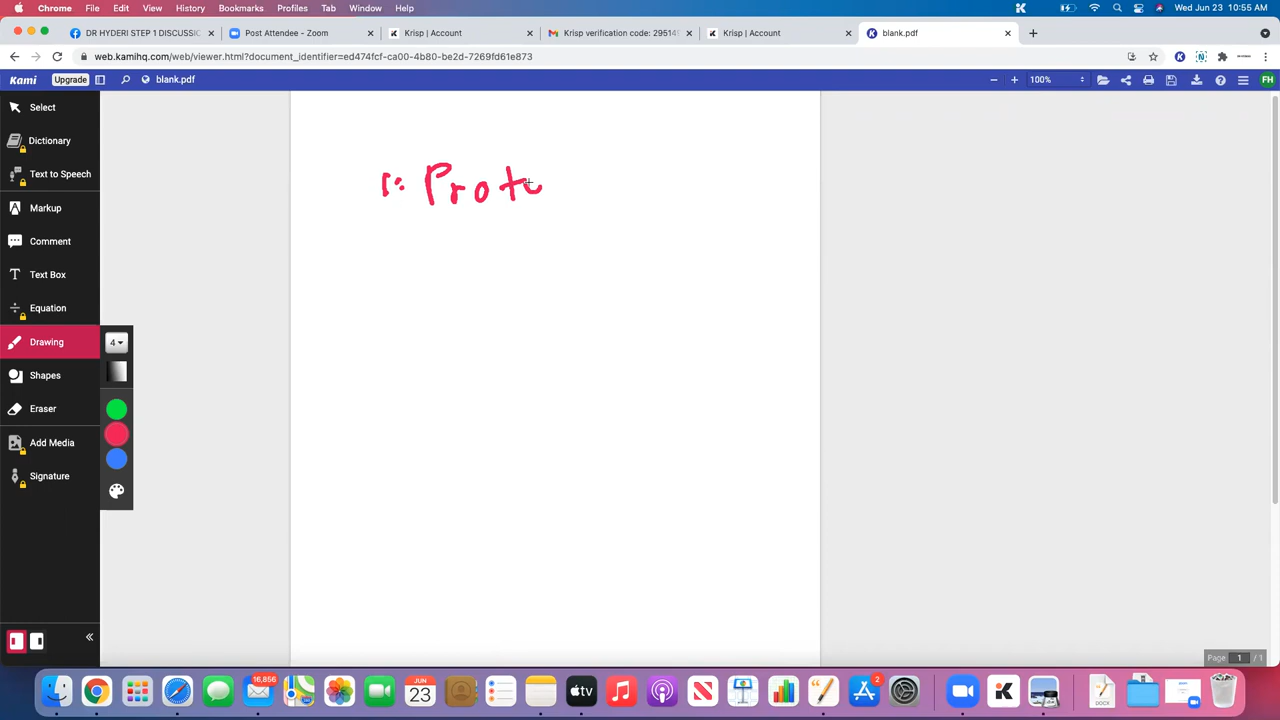 Chrome File Edit View History Bookmarks Profiles Tab Window Help Wed Jun 23 10:55 AM
DR HYDERI STEP 1 DISCUSSIO Post Attendee - Zoom Krisp | Account Krisp verification code: 29514 Krisp | Account blank.pdf
web.kamihq.com/web/viewer.html?document_identifier=ed474fcf-ca00-4b80-be2d-7269fd61e873
Kami Upgrade blank.pdf 100% FH
Select
Dictionary
Text to Speech
Markup
Comment
Text Box
Equation
Drawing
4
Shapes
Eraser
Add Media
Signature
Prot
Page 1 / 1
16,856
JUN
23
tv
2
DOCX